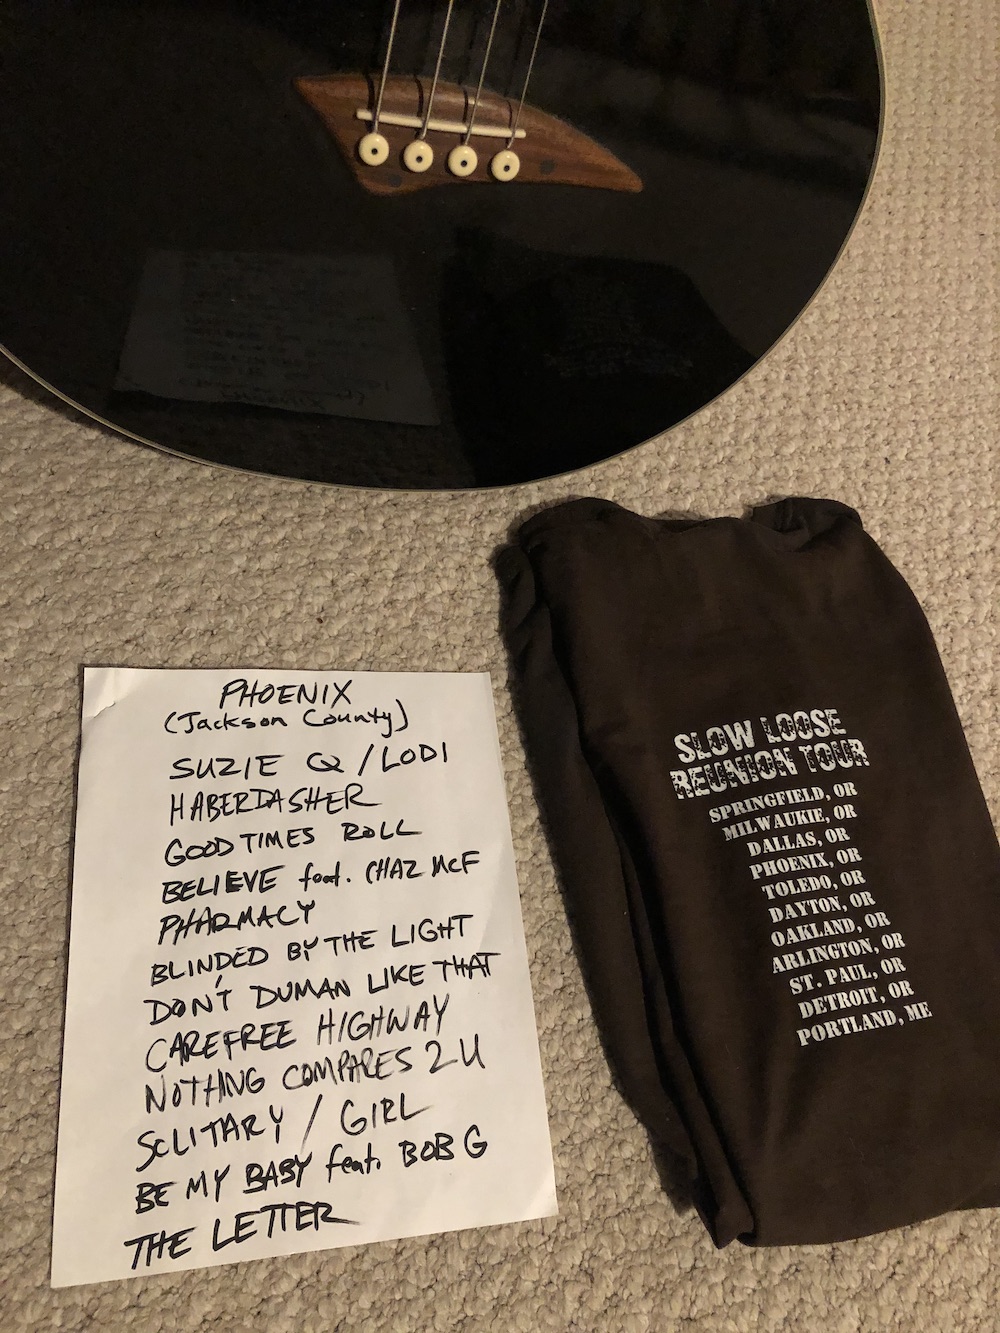 PHOENIX
(Jackson County)
SUZIE Q / LODI
HABERDASHER
GOOD TIMES ROLL
BELIEVE feat. CHAZ McF
PHARMACY
BLINDED BY THE LIGHT
DON'T DUMAN LIKE THAT
CAREFREE HIGHWAY
NOTHING COMPARES 2 U
SOLITARY / GIRL
BE MY BABY feat. BOB G
THE LETTER
SLOW LOOSE
REUNION TOUR
SPRINGFIELD, OR
MILWAUKIE, OR
DALLAS, OR
PHOENIX, OR
TOLEDO, OR
DAYTON, OR
OAKLAND, OR
ARLINGTON, OR
ST. PAUL, OR
DETROIT, OR
PORTLAND, ME